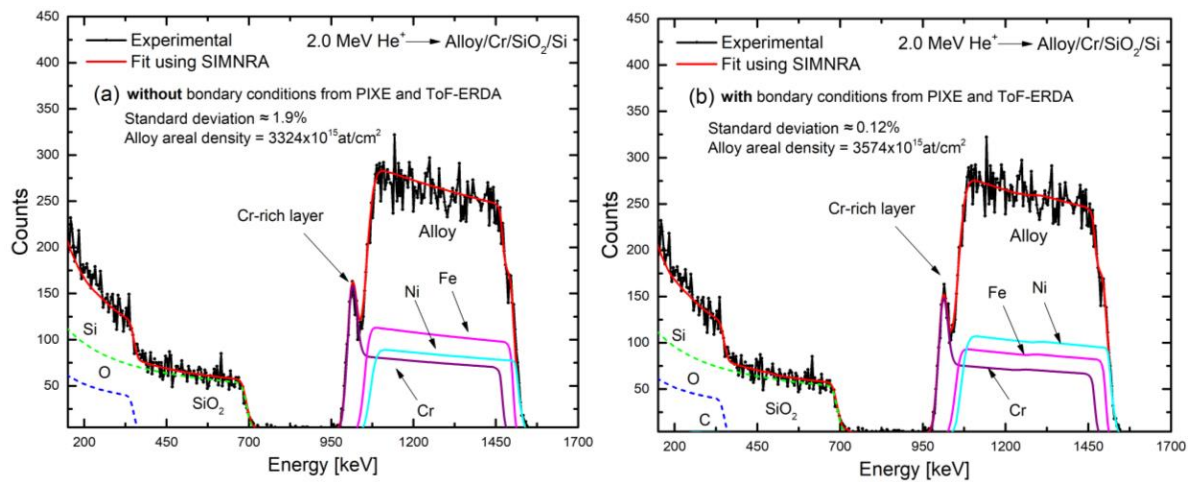 Experimental
2.0 MeV He⁺ → Alloy/Cr/SiO₂/Si
Fit using SIMNRA
(a) without bondary conditions from PIXE and ToF-ERDA
Standard deviation ≈ 1.9%
Alloy areal density = 3324x10¹⁵at/cm²
Cr-rich layer
Alloy
Ni
Fe
Si
O
SiO₂
Cr
450
400
350
300
250
200
150
100
50
Counts
200
450
700
950
1200
1450
1700
Energy [keV]
Experimental
2.0 MeV He⁺ → Alloy/Cr/SiO₂/Si
Fit using SIMNRA
(b) with bondary conditions from PIXE and ToF-ERDA
Standard deviation ≈ 0.12%
Alloy areal density = 3574x10¹⁵at/cm²
Cr-rich layer
Alloy
Fe
Ni
Si
O
C
SiO₂
Cr
450
400
350
300
250
200
150
100
50
Counts
200
450
700
950
1200
1450
1700
Energy [keV]